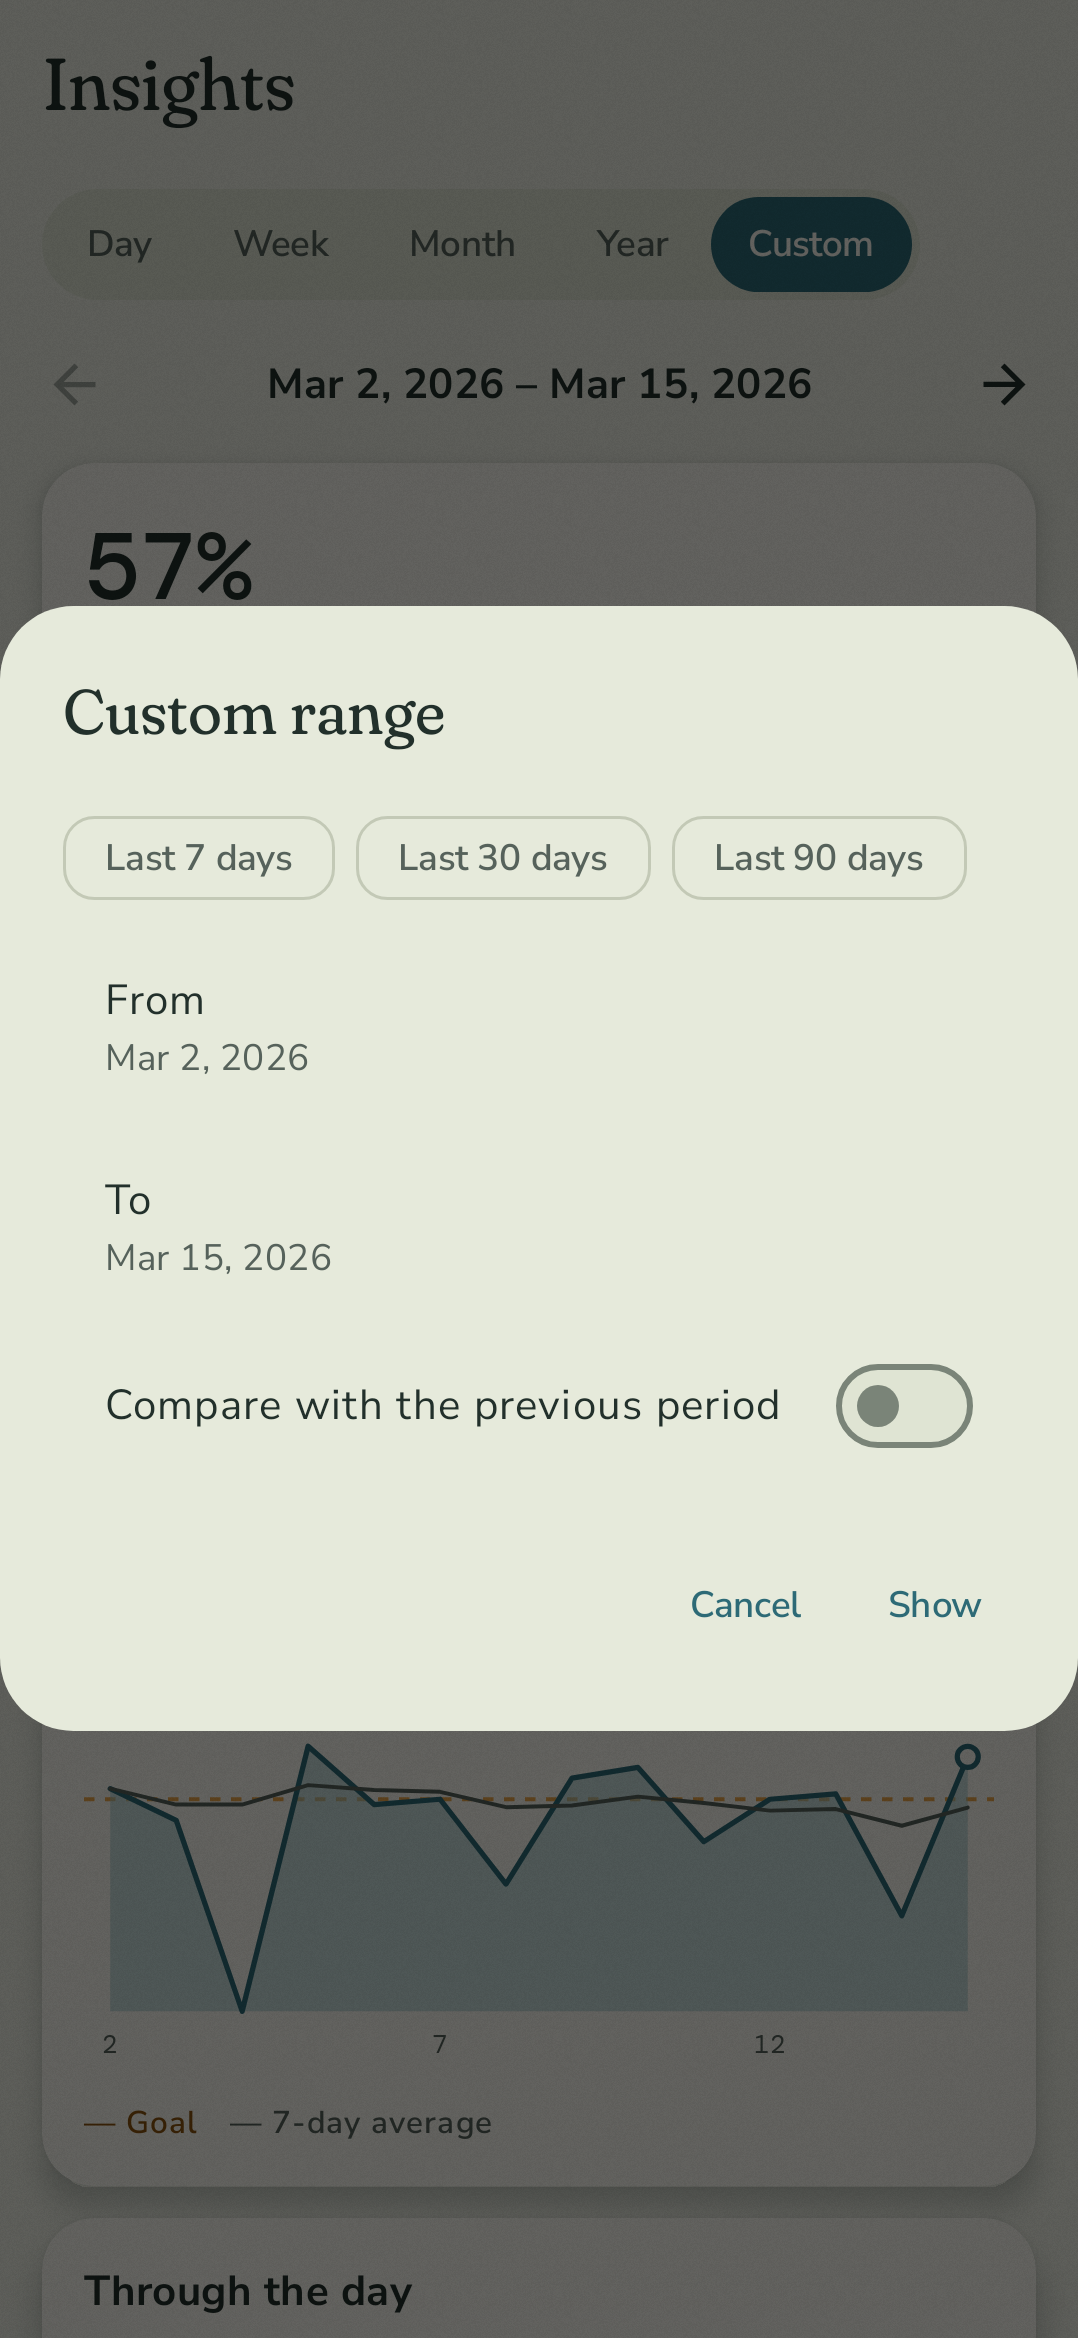 Insights
Day Week Month Year Custom
Mar 2, 2026 – Mar 15, 2026
57%
Custom range
Last 7 days Last 30 days Last 90 days
From
Mar 2, 2026
To
Mar 15, 2026
Compare with the previous period
Cancel Show
2 7 12
— Goal — 7-day average
Through the day